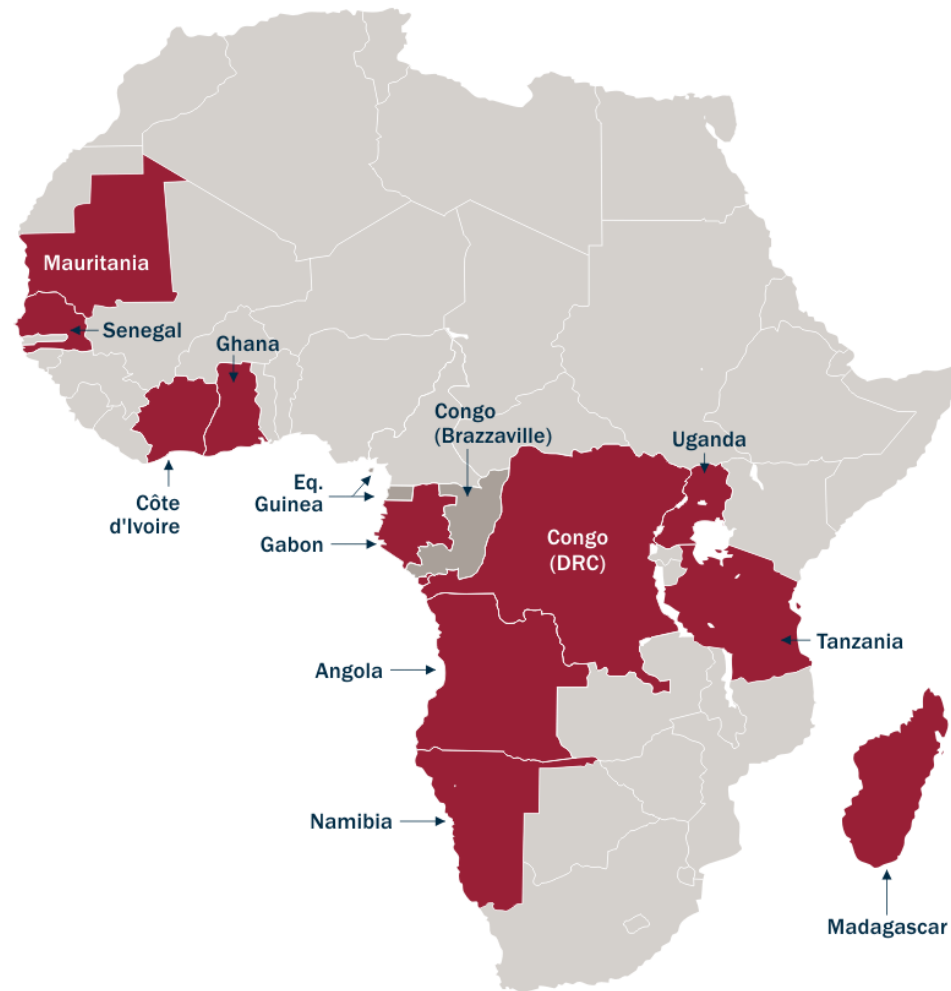 Mauritania
Senegal
Ghana
Côte
d'Ivoire
Congo
(Brazzaville)
Eq.
Guinea
Gabon
Uganda
Congo
(DRC)
Tanzania
Angola
Namibia
Madagascar